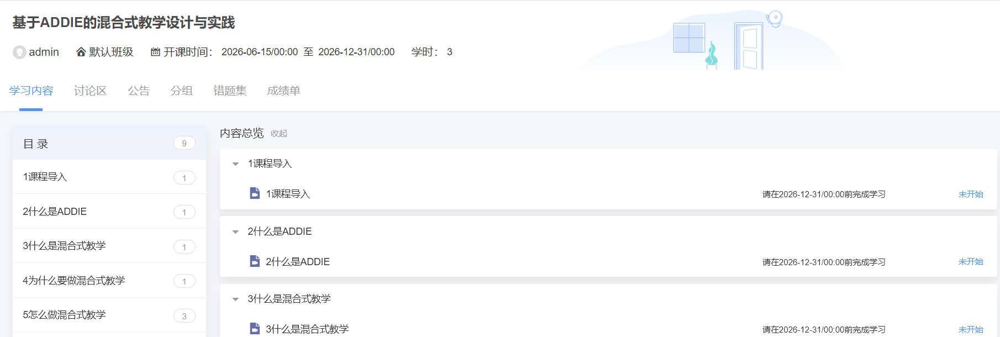 基于ADDIE的混合式教学设计与实践
admin 默认班级 开课时间： 2026-06-15/00:00 至 2026-12-31/00:00 学时： 3
学习内容 讨论区 公告 分组 错题集 成绩单
目 录 9
1课程导入 1
2什么是ADDIE 1
3什么是混合式教学 1
4为什么要做混合式教学 1
5怎么做混合式教学 3
内容总览 收起
1课程导入
1课程导入 请在2026-12-31/00:00前完成学习 未开始
2什么是ADDIE
2什么是ADDIE 请在2026-12-31/00:00前完成学习 未开始
3什么是混合式教学
3什么是混合式教学 请在2026-12-31/00:00前完成学习 未开始